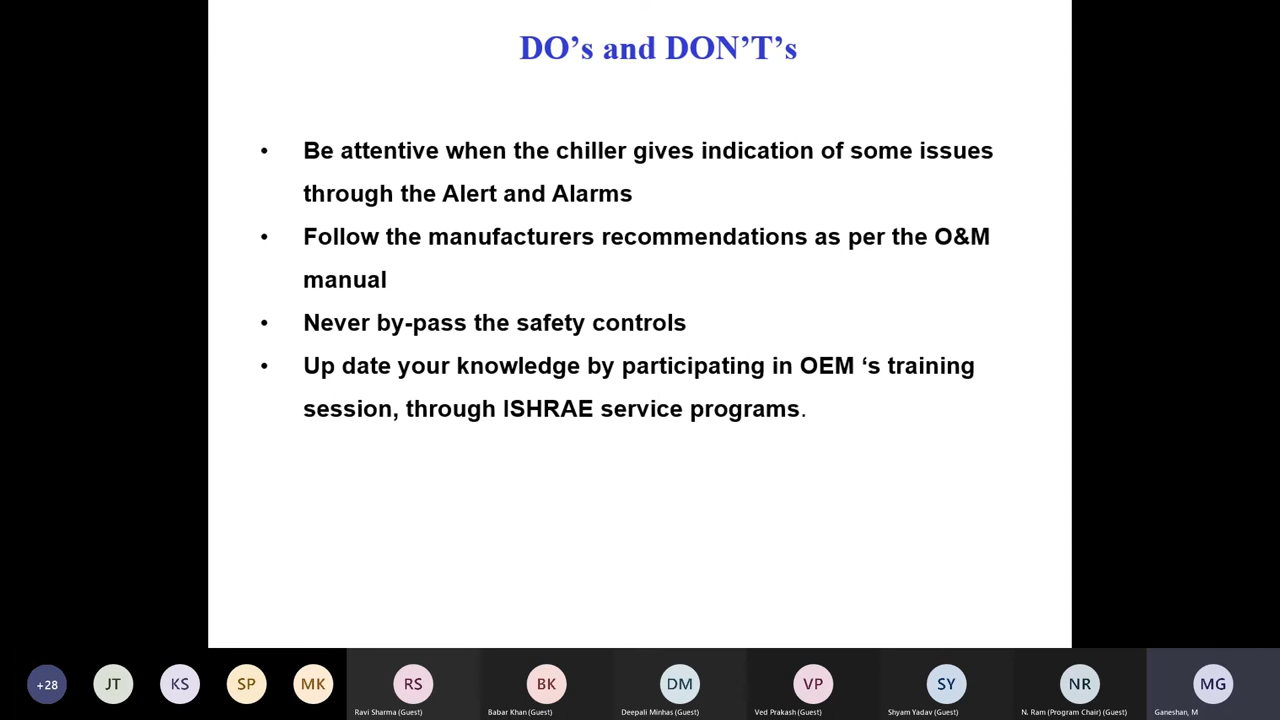 DO’s and DON’T’s
• Be attentive when the chiller gives indication of some issues
through the Alert and Alarms
• Follow the manufacturers recommendations as per the O&M
manual
• Never by-pass the safety controls
• Up date your knowledge by participating in OEM ‘s training
session, through ISHRAE service programs.
+28 JT KS SP MK RS BK DM VP SY NR MG
Ravi Sharma (Guest) Babar Khan (Guest) Deepali Minhas (Guest) Ved Prakash (Guest) Shyam Yadav (Guest) N. Ram (Program Chair) (Guest) Ganeshan, M